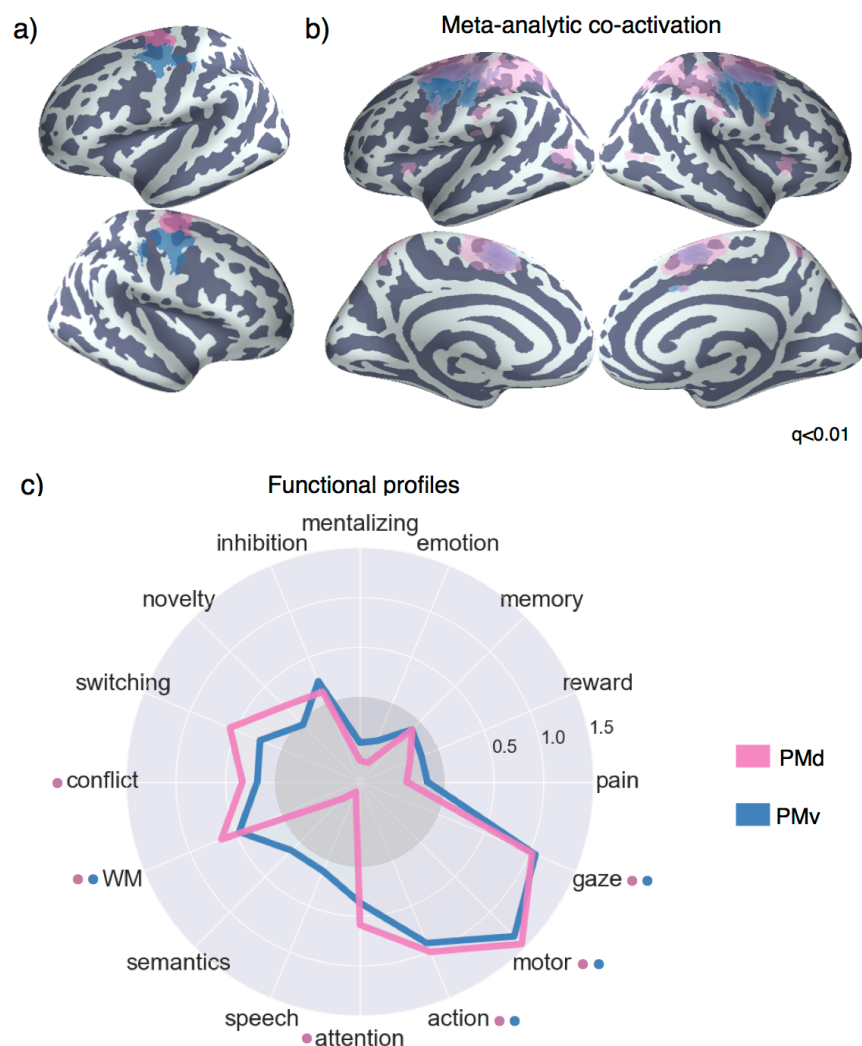 a)
b)
Meta-analytic co-activation
q<0.01
c)
Functional profiles
mentalizing
inhibition
emotion
novelty
memory
switching
reward
0.5 1.0 1.5
conflict
pain
PMd
PMv
WM
gaze
semantics
motor
speech
action
attention